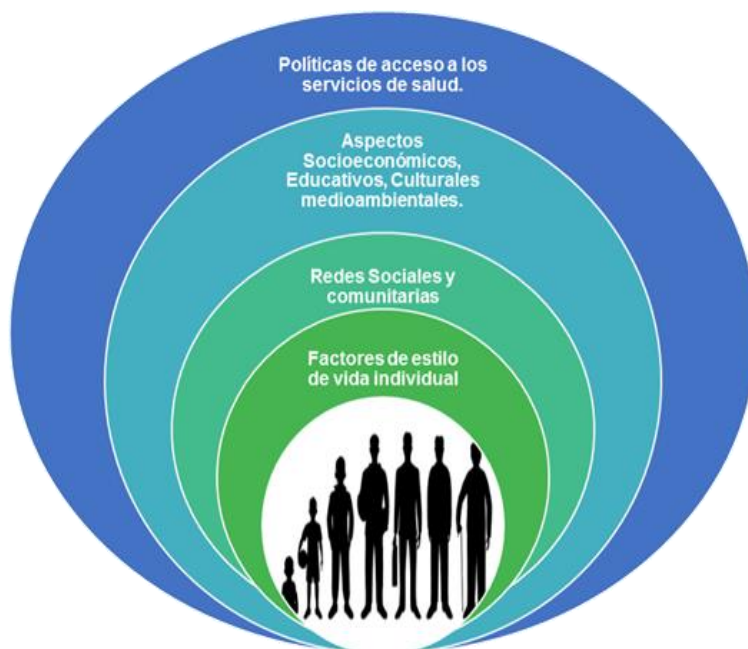 Políticas de acceso a los
servicios de salud.
Aspectos
Socioeconómicos,
Educativos, Culturales
medioambientales.
Redes Sociales y
comunitarias
Factores de estilo
de vida individual